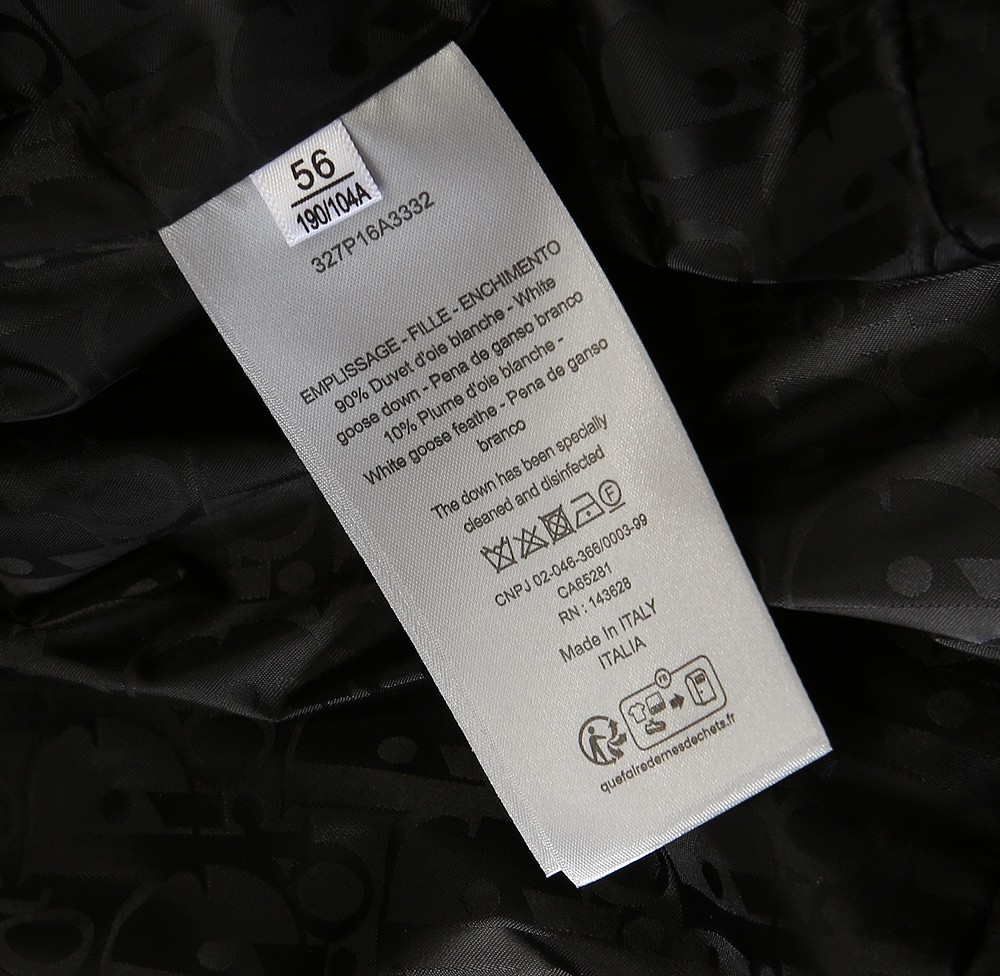 56
190/104A
327P16A3332
EMPLISSAGE - FILLE - ENCHIMENTO
90% Duvet d'oie blanche - White
goose down - Pena de ganso branco
10% Plume d'oie blanche -
White goose feathe - Pena de ganso
branco
The down has been specially
cleaned and disinfected
F
CNPJ 02-046-366/0003-99
CA65281
RN : 143628
Made In ITALY
ITALIA
FR
quefairedemesdechets.fr